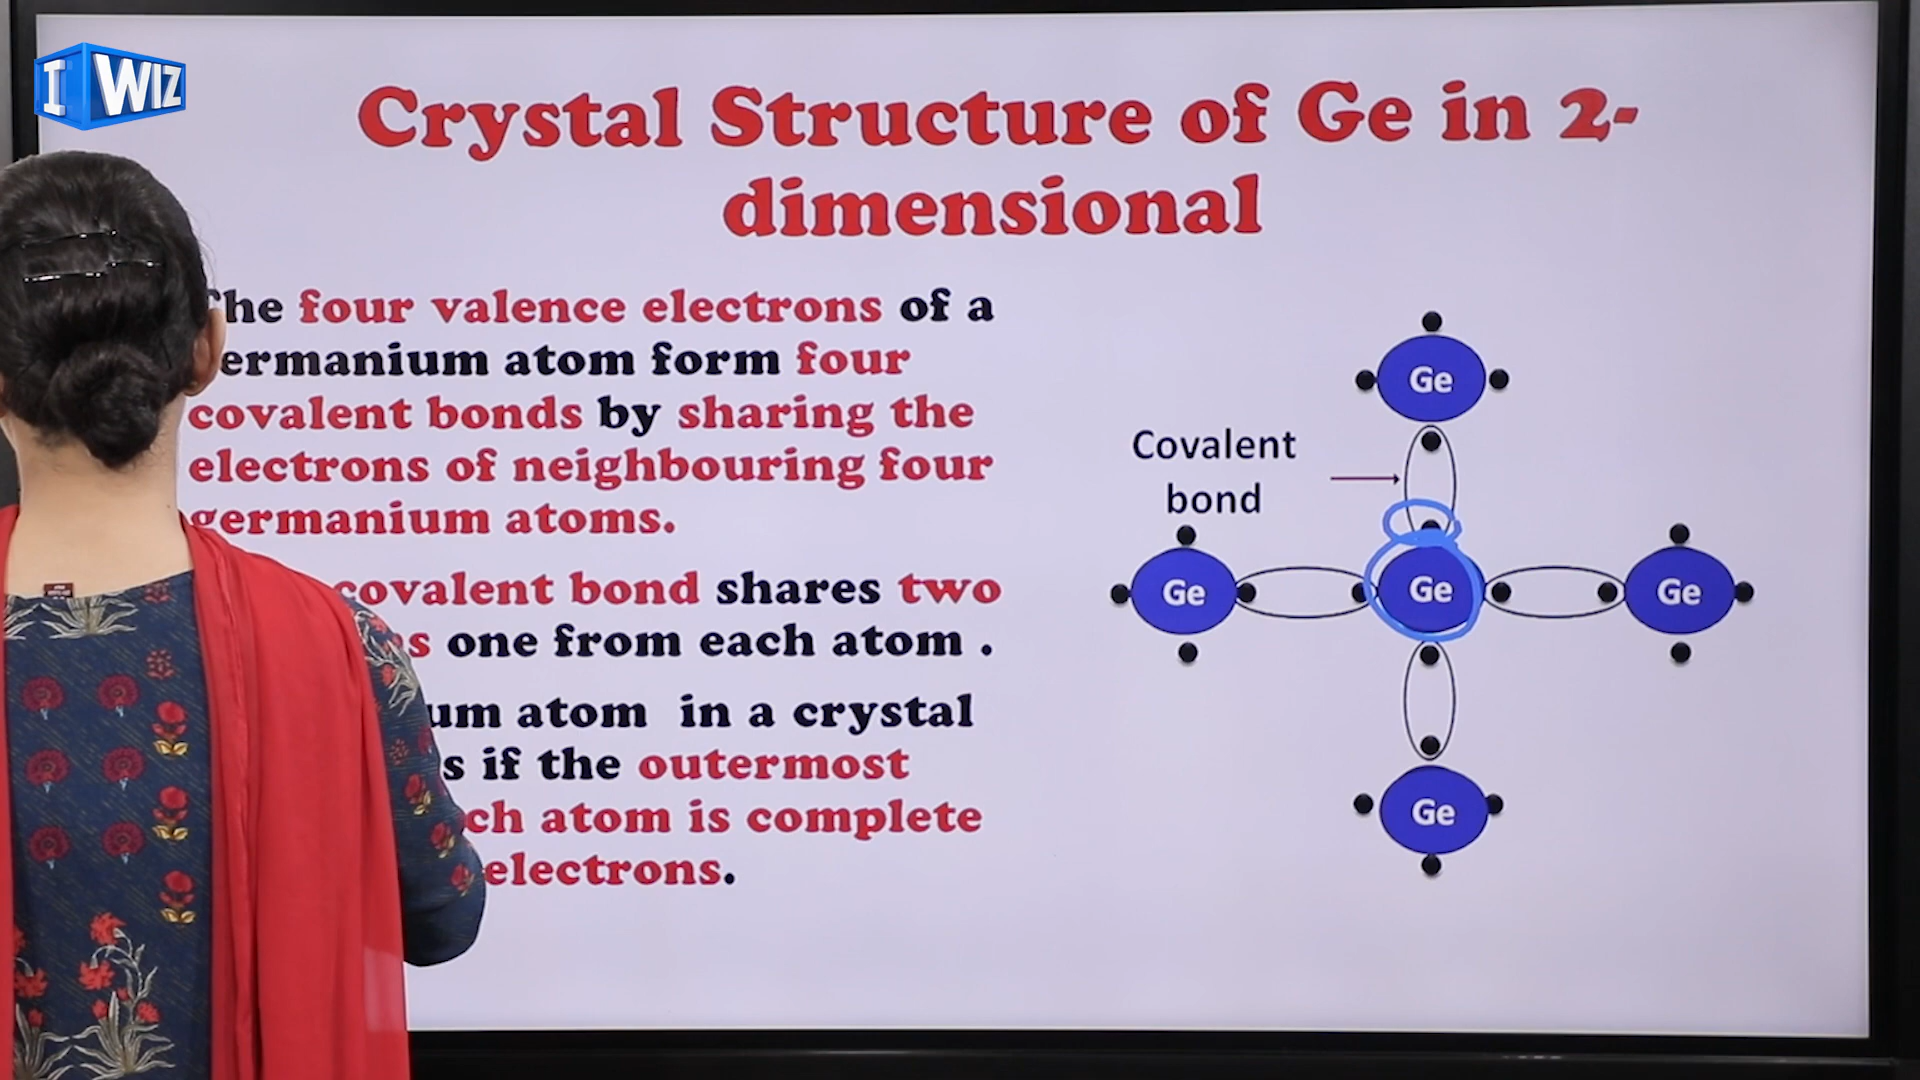 I WIZ
Crystal Structure of Ge in 2-
dimensional
The four valence electrons of a
ermanium atom form four
covalent bonds by sharing the
electrons of neighbouring four
germanium atoms.
covalent bond shares two
s one from each atom .
um atom in a crystal
s if the outermost
ch atom is complete
electrons.
Covalent
bond
Ge
Ge
Ge
Ge
Ge